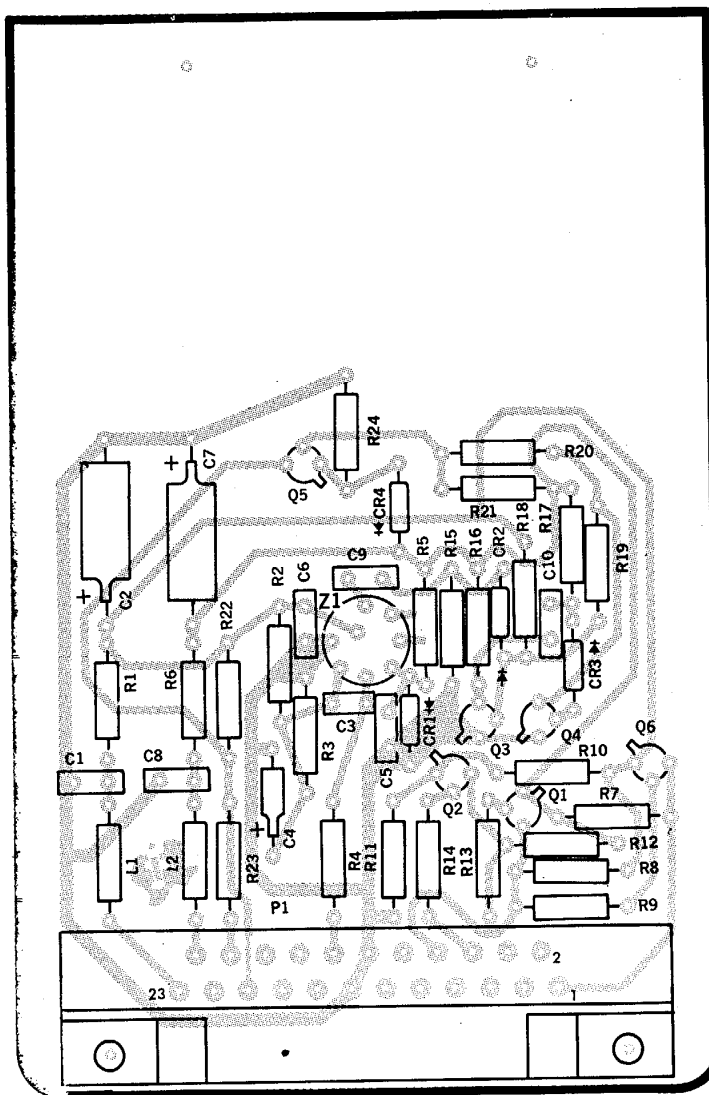 R24
+
C7
R20
Q5
CR4
R21
R18
R17
+
C2
C9
R5
R15
R16
CR2
C10
R19
R22
R2
C6
Z1
R1
R6
CR3
C3
CR1
Q3
Q4
Q6
C1
C8
R3
C5
R10
Q2
Q1
R7
+
C4
L1
L2
R23
R4
R11
R14
R13
R12
R8
P1
R9
2
23
1